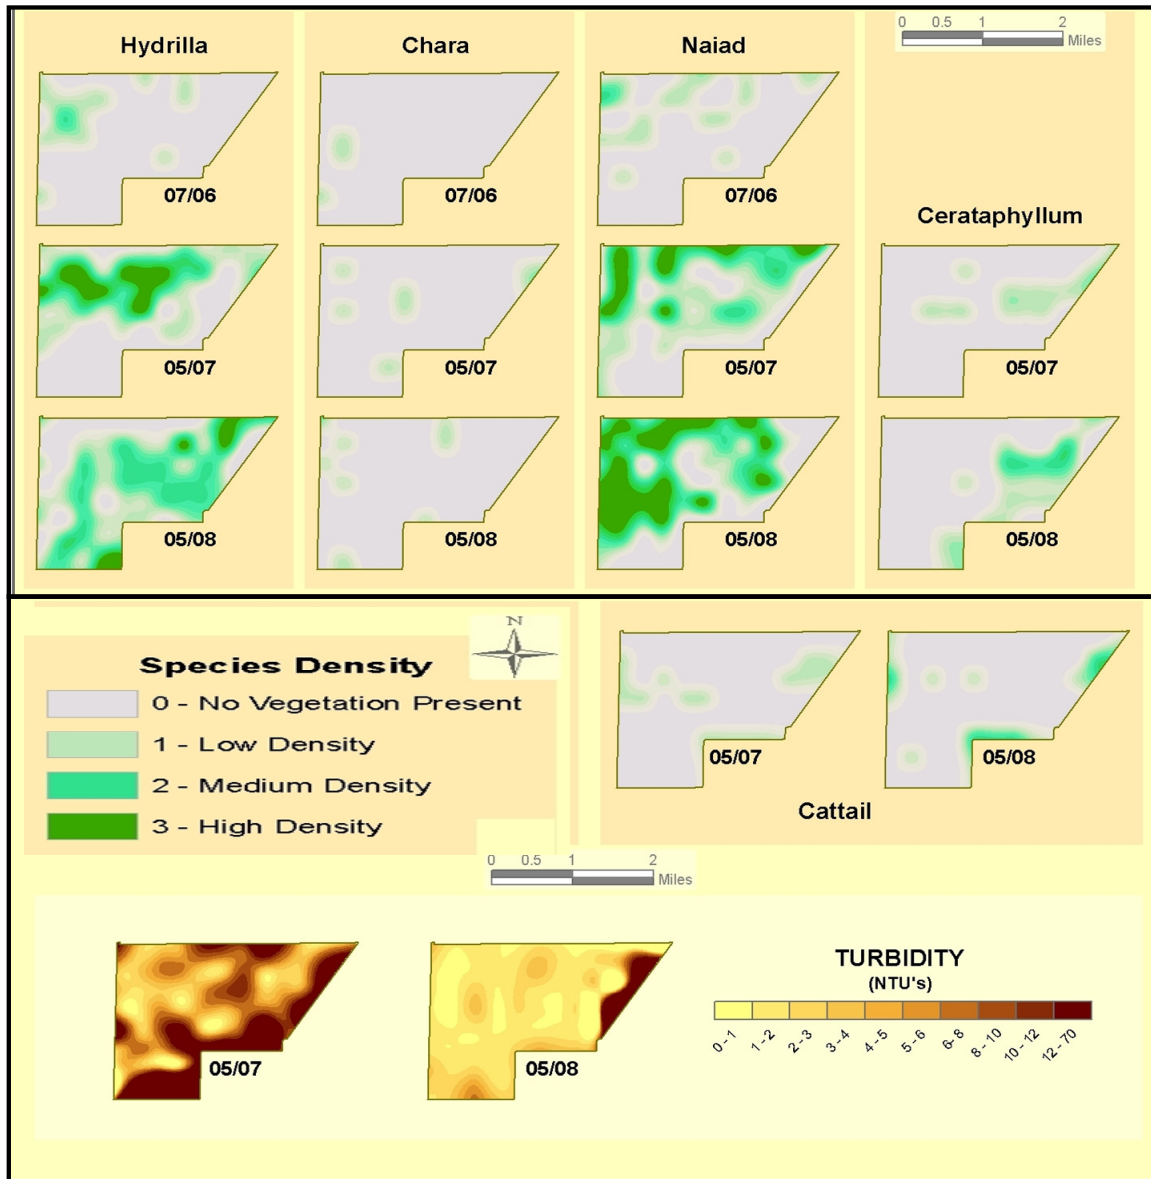 Hydrilla
Chara
Naiad
0 0.5 1 2
Miles
07/06
07/06
07/06
Cerataphyllum
05/07
05/07
05/07
05/07
05/08
05/08
05/08
05/08
N
Species Density
0 - No Vegetation Present
1 - Low Density
2 - Medium Density
3 - High Density
05/07
05/08
Cattail
0 0.5 1 2
Miles
05/07
05/08
TURBIDITY
(NTU's)
0 - 1
1 - 2
2 - 3
3 - 4
4 - 5
5 - 6
6 - 8
8 - 10
10 - 12
12 - 70